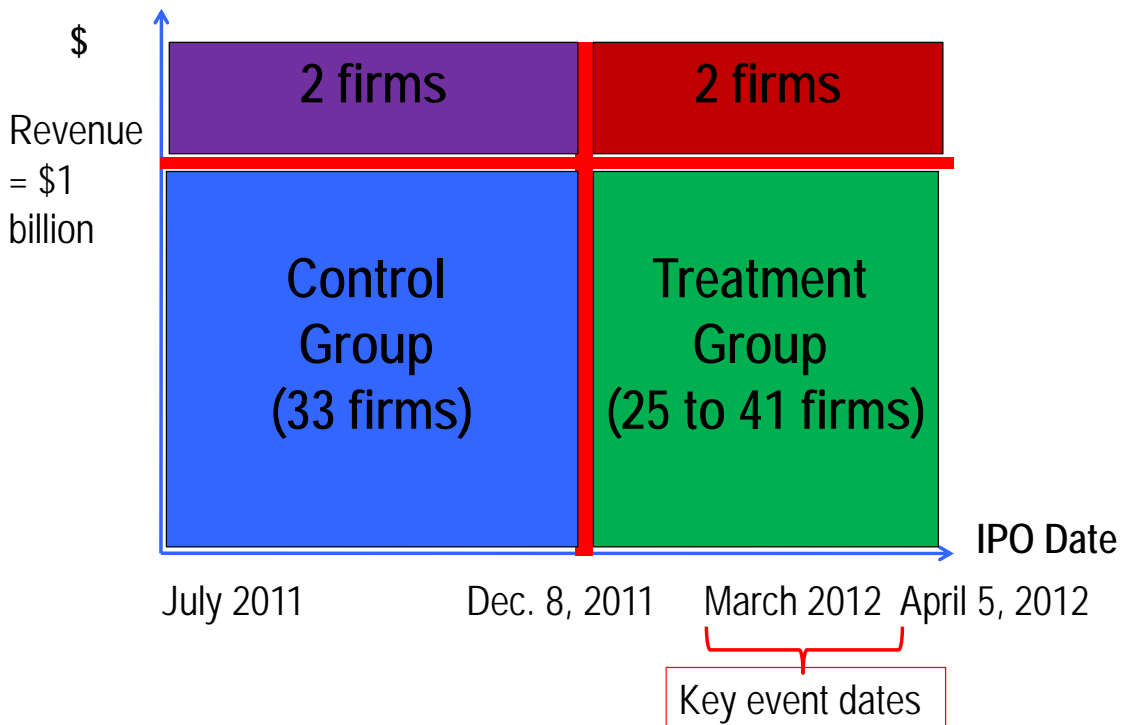 $
2 firms
2 firms
Revenue
= $1
billion
Control
Group
(33 firms)
Treatment
Group
(25 to 41 firms)
IPO Date
July 2011
Dec. 8, 2011
March 2012
April 5, 2012
Key event dates